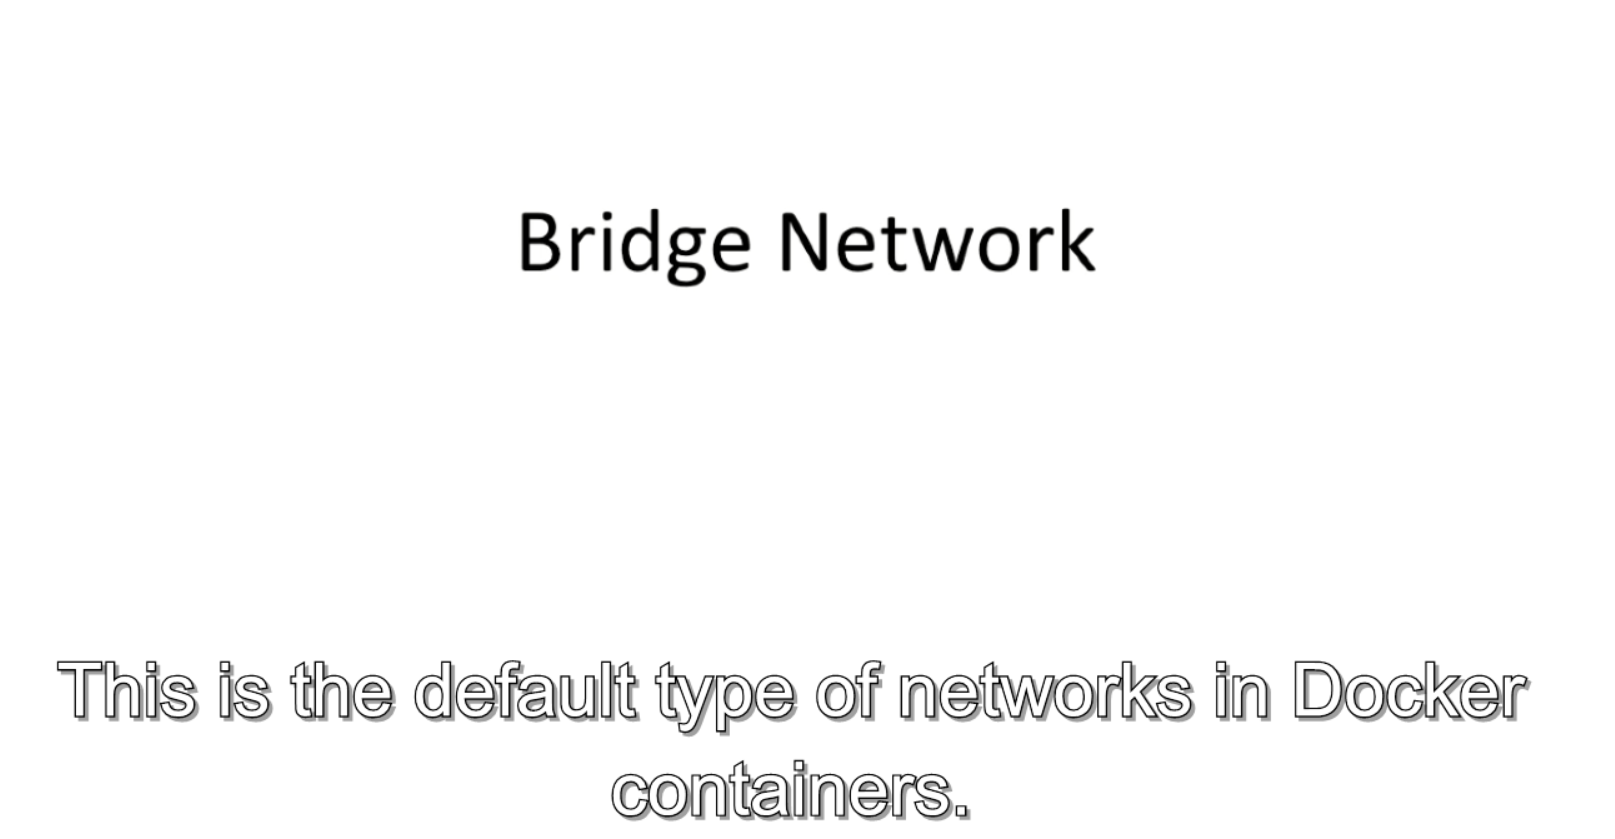 Bridge Network
This is the default type of networks in Docker
containers.